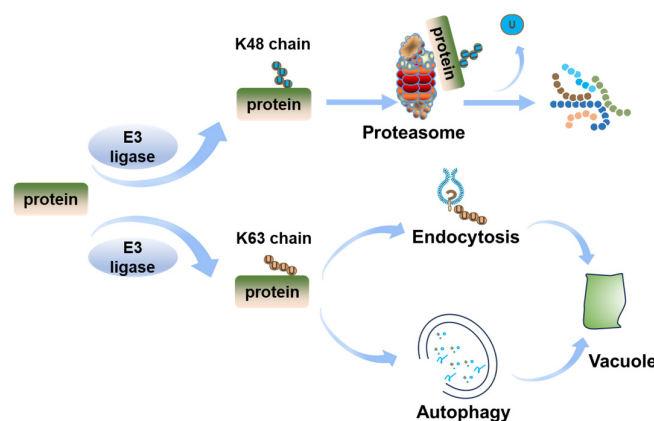 K48 chain
protein
protein
U
Proteasome
E3
ligase
protein
E3
ligase
K63 chain
U U U U
protein
Endocytosis
Autophagy
Vacuole